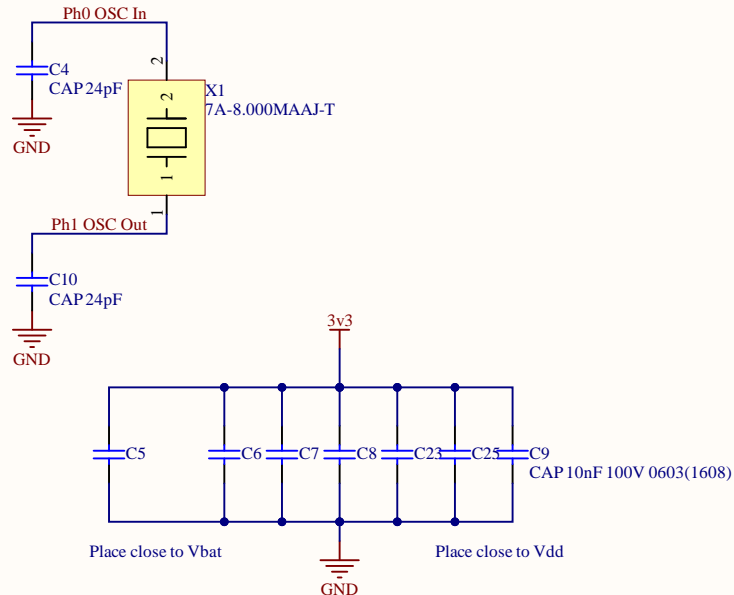 Ph0 OSC In
C4
CAP 24pF
GND
2
X1
7A-8.000MAAJ-T
2
1
1
Ph1 OSC Out
C10
CAP 24pF
GND
3v3
C5
C6
C7
C8
C23
C25
C9
CAP 10nF 100V 0603(1608)
Place close to Vbat
Place close to Vdd
GND